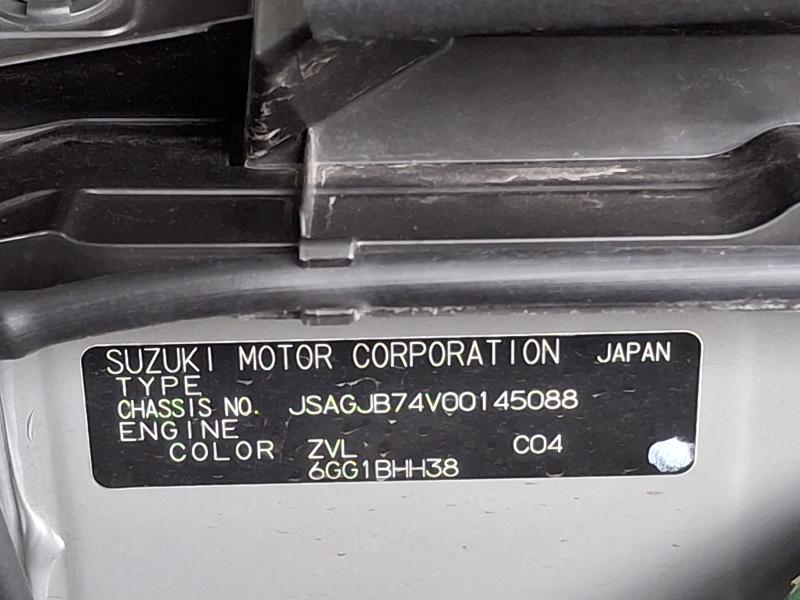 SUZUKI MOTOR CORPORATION JAPAN
TYPE
CHASSIS NO. JSAGJB74V00145088
ENGINE
COLOR ZVL C04
6GG1BHH38